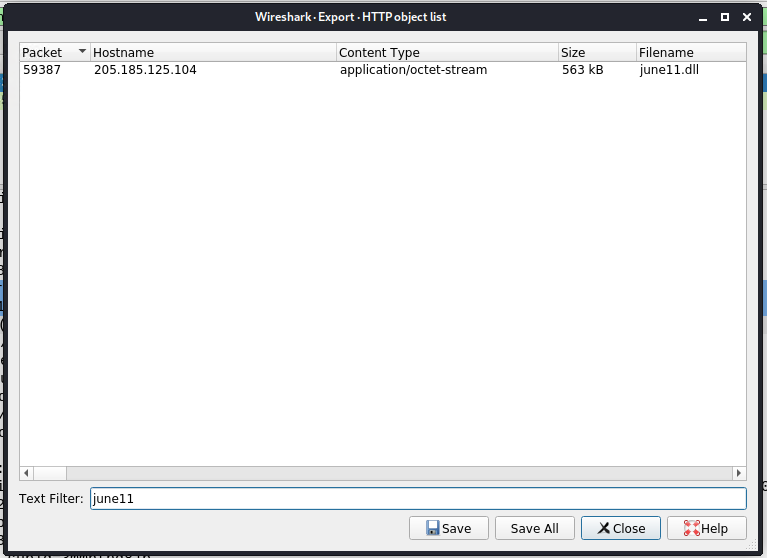 Wireshark · Export · HTTP object list
Packet Hostname Content Type Size Filename
59387 205.185.125.104 application/octet-stream 563 kB june11.dll
Text Filter: june11
Save Save All Close Help